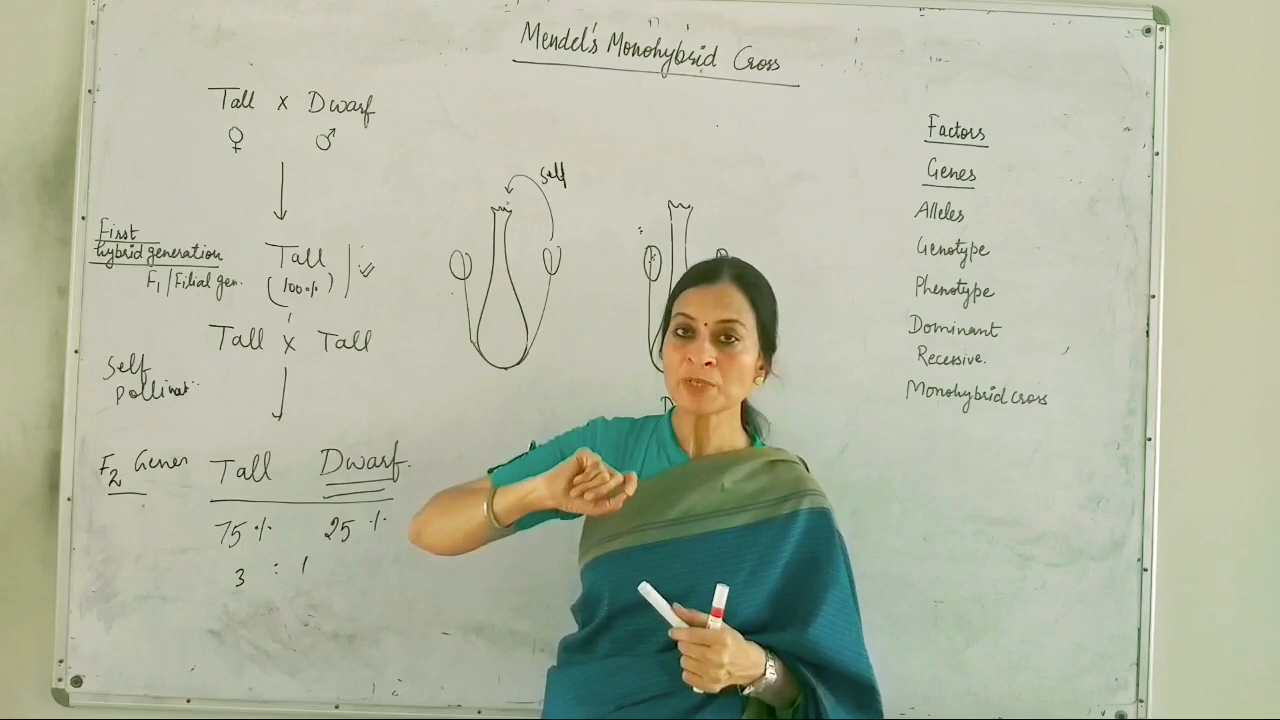 Mendel's Monohybrid Cross
Tall x Dwarf
♀ ♂
First
hybrid generation
F1/Filial gen.
Tall
(100%)
Tall x Tall
Self
F2 Gener
Tall Dwarf
75% 25%
3 : 1
Self
Factors
Genes
Alleles
Genotype
Phenotype
Dominant
Recessive.
Monohybrid cross